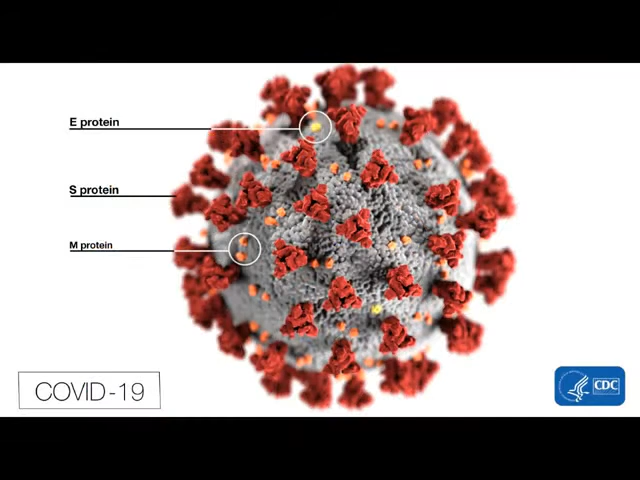 E protein
S protein
M protein
COVID-19
CDC